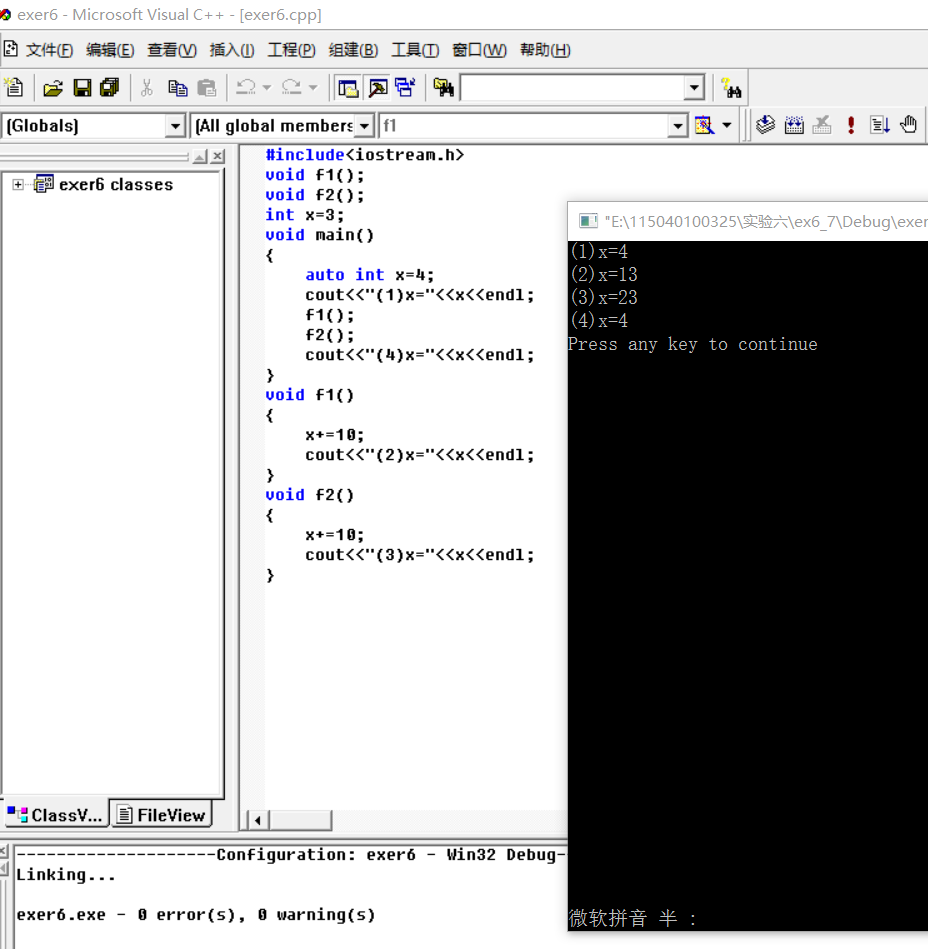 exer6 - Microsoft Visual C++ - [exer6.cpp]
文件(F) 编辑(E) 查看(V) 插入(I) 工程(P) 组建(B) 工具(T) 窗口(W) 帮助(H)
(Globals) (All global members f1
exer6 classes
#include<iostream.h>
void f1();
void f2();
int x=3;
void main()
{
auto int x=4;
cout<<"(1)x="<<x<<endl;
f1();
f2();
cout<<"(4)x="<<x<<endl;
}
void f1()
{
x+=10;
cout<<"(2)x="<<x<<endl;
}
void f2()
{
x+=10;
cout<<"(3)x="<<x<<endl;
}
"E:\115040100325\实验六\ex6_7\Debug\exer
(1)x=4
(2)x=13
(3)x=23
(4)x=4
Press any key to continue
微软拼音 半 :
ClassV... FileView
--------------------Configuration: exer6 - Win32 Debug-
Linking...
exer6.exe - 0 error(s), 0 warning(s)